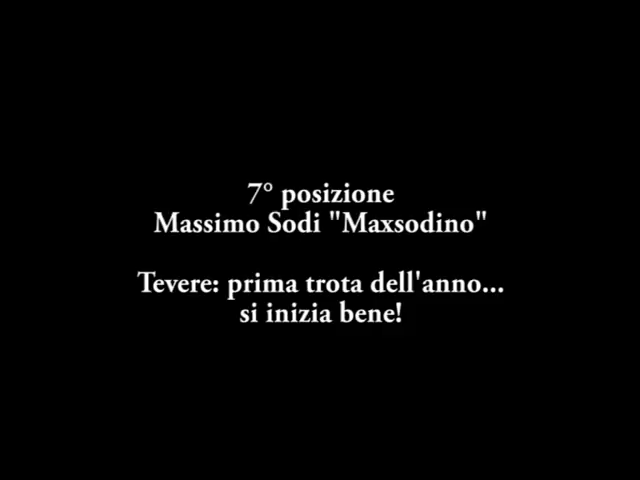 7° posizione
Massimo Sodi "Maxsodino"
Tevere: prima trota dell'anno...
si inizia bene!